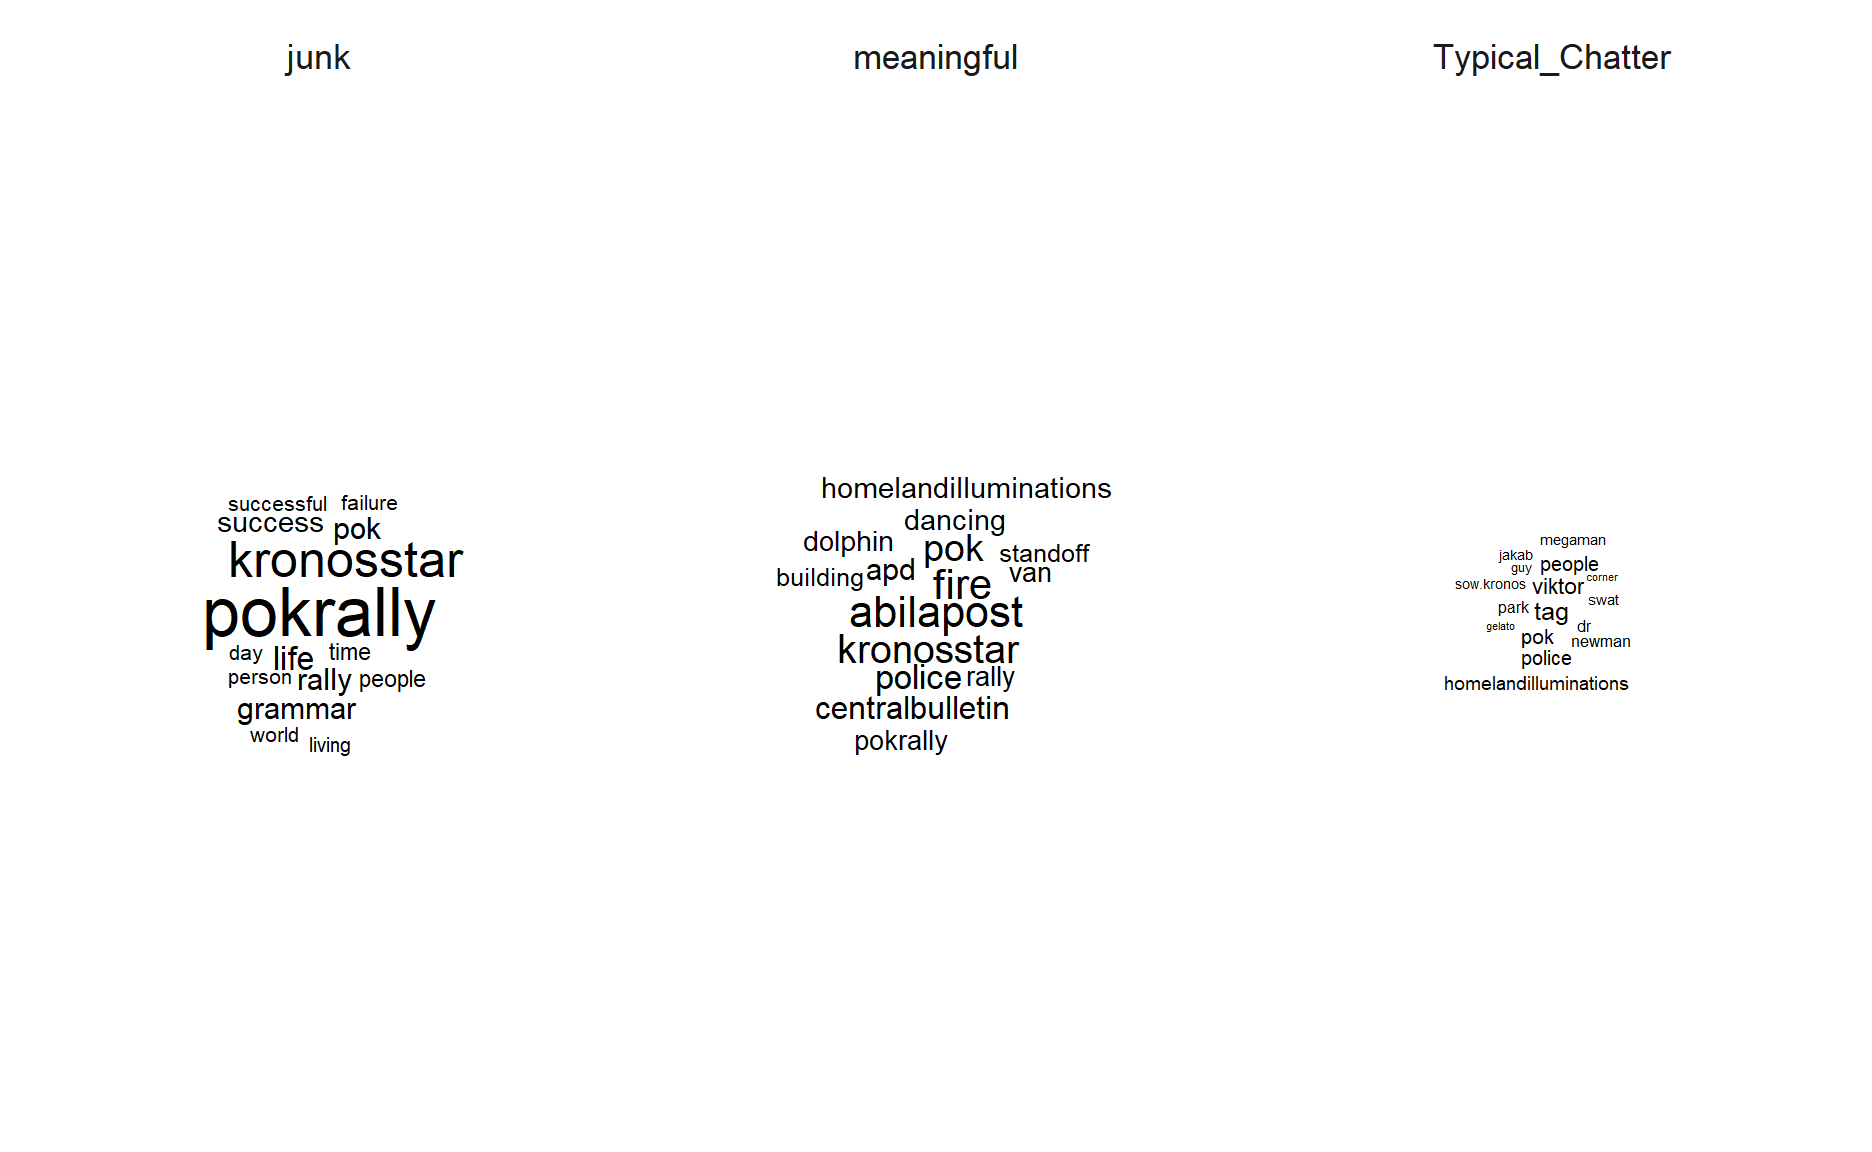 junk
meaningful
Typical_Chatter
successful failure
success pok
kronosstar
pokrally
day life time
person rally people
grammar
world
living
homelandilluminations
dancing
dolphin pok standoff
building apd fire van
abilapost
kronosstar
police rally
centralbulletin
pokrally
megaman
jakab
guy people
sow.kronos viktor corner
park tag swat
gelato dr
pok newman
police
homelandilluminations